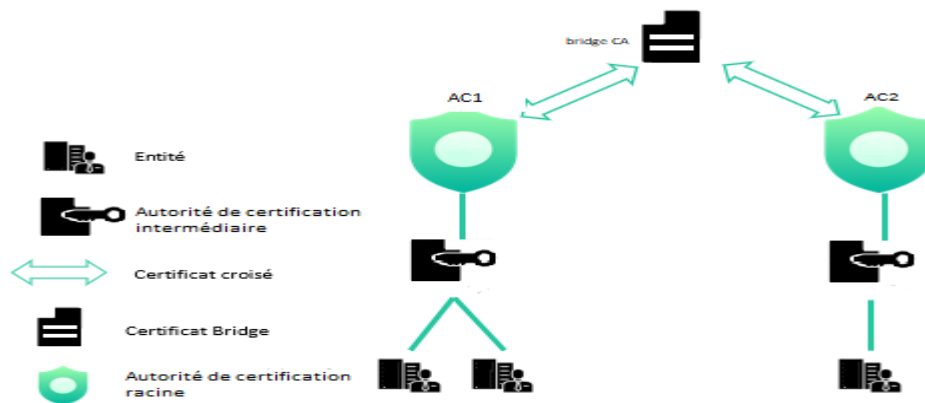 bridge CA
AC1
AC2
Entité
Autorité de certification
intermédiaire
Certificat croisé
Certificat Bridge
Autorité de certification
racine